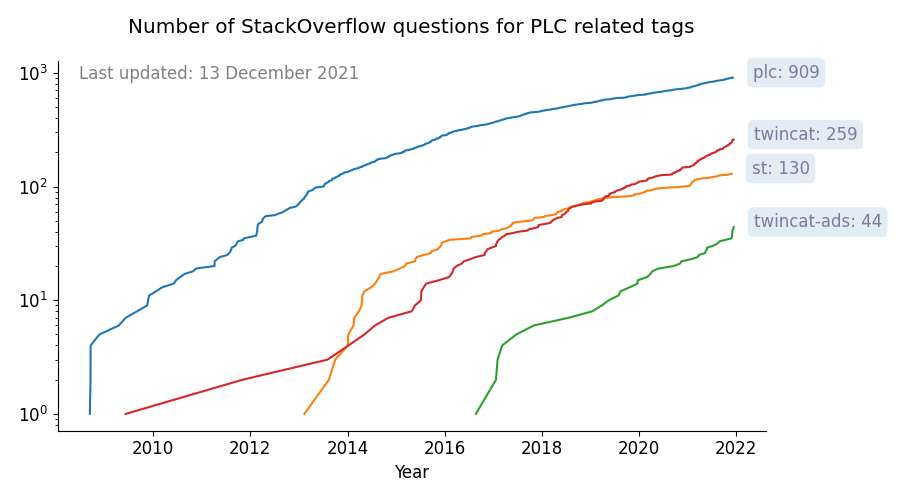 Number of StackOverflow questions for PLC related tags
Last updated: 13 December 2021
10³
10²
10¹
10⁰
plc: 909
twincat: 259
st: 130
twincat-ads: 44
2010 2012 2014 2016 2018 2020 2022
Year